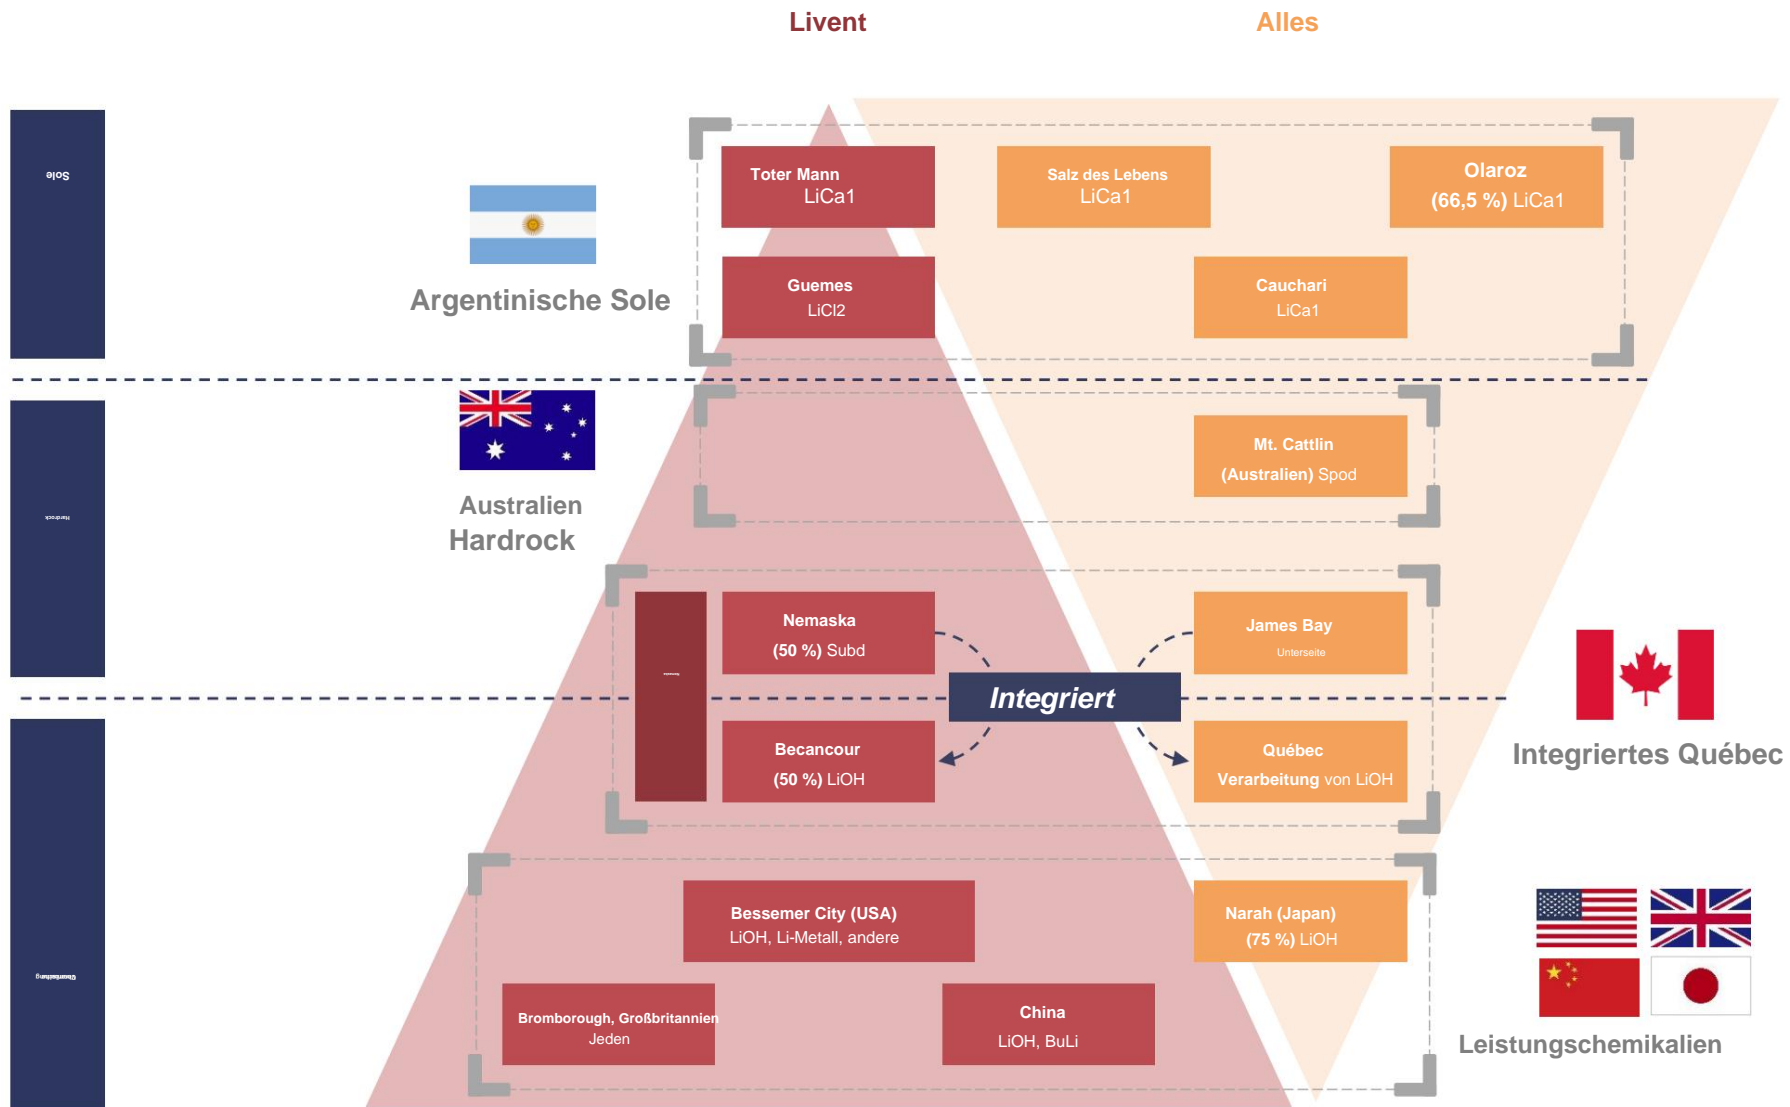 Livent
Alles
Sole
Toter Mann
LiCa1
Salz des Lebens
LiCa1
Olaroz
(66,5 %) LiCa1
Guemes
LiCl2
Cauchari
LiCa1
Argentinische Sole
Hardrock
Mt. Cattlin
(Australien) Spod
Australien
Hardrock
Nemaska
(50 %) Subd
James Bay
Unterseite
Nemaska
Integriert
Becancour
(50 %) LiOH
Québec
Verarbeitung von LiOH
Integriertes Québec
Bessemer City (USA)
LiOH, Li-Metall, andere
Narah (Japan)
(75 %) LiOH
Bromborough, Großbritannien
Jeden
China
LiOH, BuLi
Leistungschemikalien